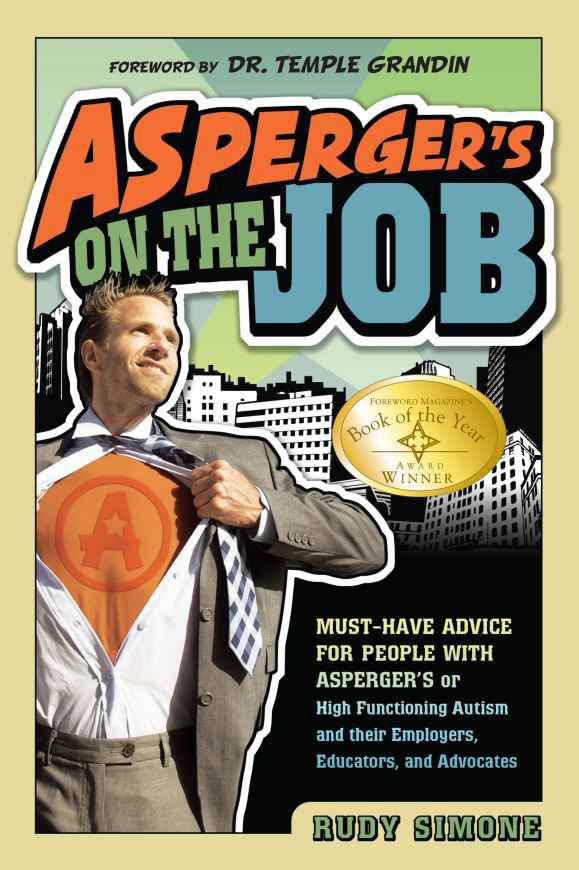 FOREWORD BY DR. TEMPLE GRANDIN
ASPERGER'S
ON THE JOB
FOREWORD MAGAZINE'S
Book of the Year
AWARD
WINNER
A
MUST-HAVE ADVICE
FOR PEOPLE WITH
ASPERGER'S or
High Functioning Autism
and their Employers,
Educators, and Advocates
RUDY SIMONE